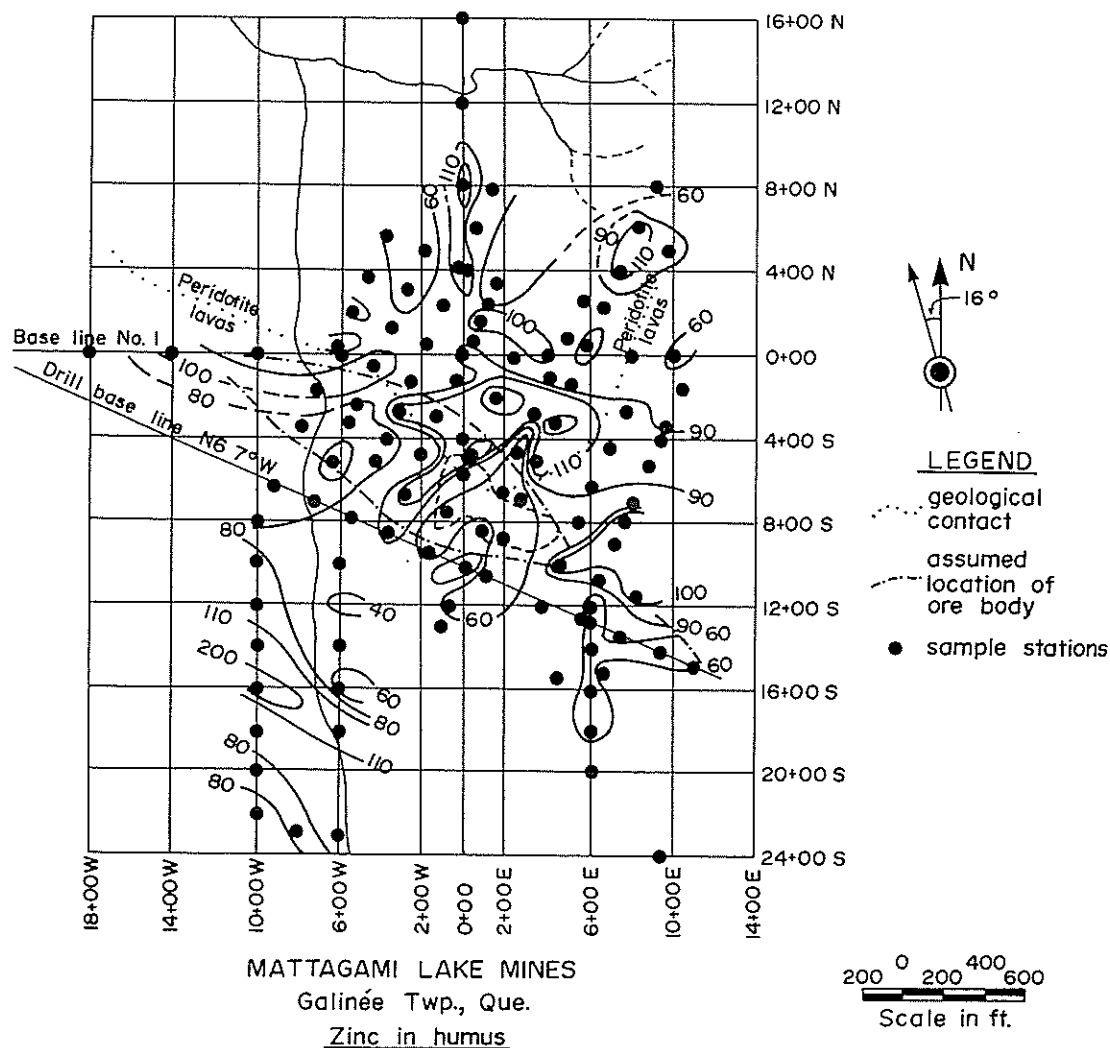 16+00 N
12+00 N
8+00 N
4+00 N
0+00
4+00 S
8+00 S
12+00 S
16+00 S
20+00 S
24+00 S
110
60
60
90
110
Peridotite
lavas
Peridotite
lavas
100
60
Base line No. 1
100
80
Drill base line N6 7°W
110
90
90
80
60
40
100
90
60
60
110
200
60
80
110
80
80
18+00W
14+00W
10+00W
6+00W
2+00W
0+00
2+00E
6+00E
10+00E
14+00E
N
16°
LEGEND
geological
contact
assumed
location of
ore body
sample stations
MATTAGAMI LAKE MINES
Galinée Twp., Que.
Zinc in humus
200 0 200 400 600
Scale in ft.